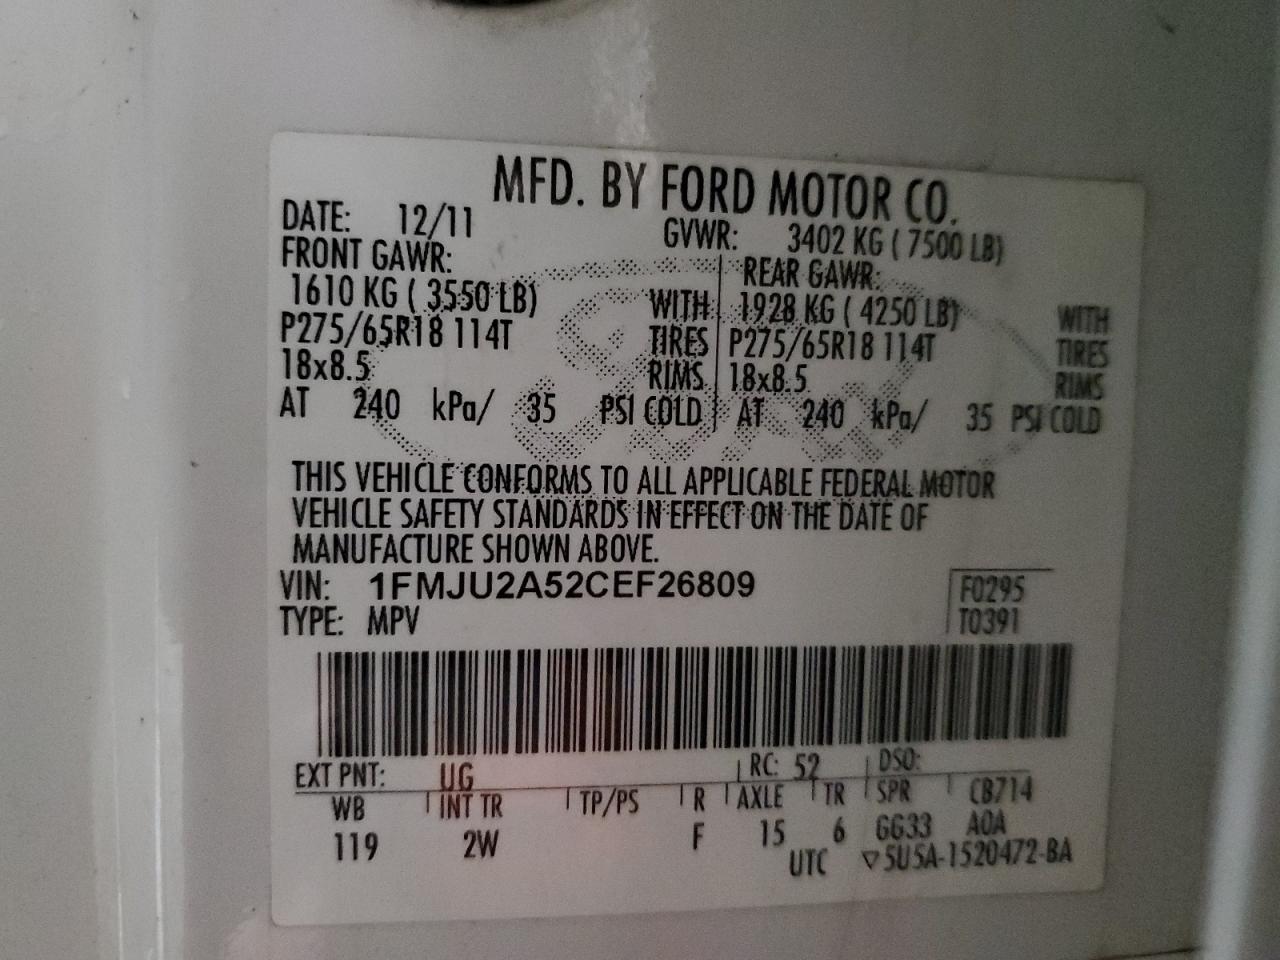 MFD. BY FORD MOTOR CO.
DATE: 12/11 GVWR: 3402 KG ( 7500 LB)
FRONT GAWR: REAR GAWR:
1610 KG ( 3550 LB) WITH 1928 KG ( 4250 LB) WITH
P275/65R18 114T TIRES P275/65R18 114T TIRES
18x8.5 RIMS 18x8.5 RIMS
AT 240 kPa/ 35 PSI COLD AT 240 kPa/ 35 PSI COLD
THIS VEHICLE CONFORMS TO ALL APPLICABLE FEDERAL MOTOR
VEHICLE SAFETY STANDARDS IN EFFECT ON THE DATE OF
MANUFACTURE SHOWN ABOVE.
VIN: 1FMJU2A52CEF26809 F0295
TYPE: MPV T0391
EXT PNT: UG RC: 52 DSO:
WB INT TR TP/PS R AXLE TR SPR CB714
119 2W F 15 6 GG33 A0A
UTC ▽5U5A-1520472-BA